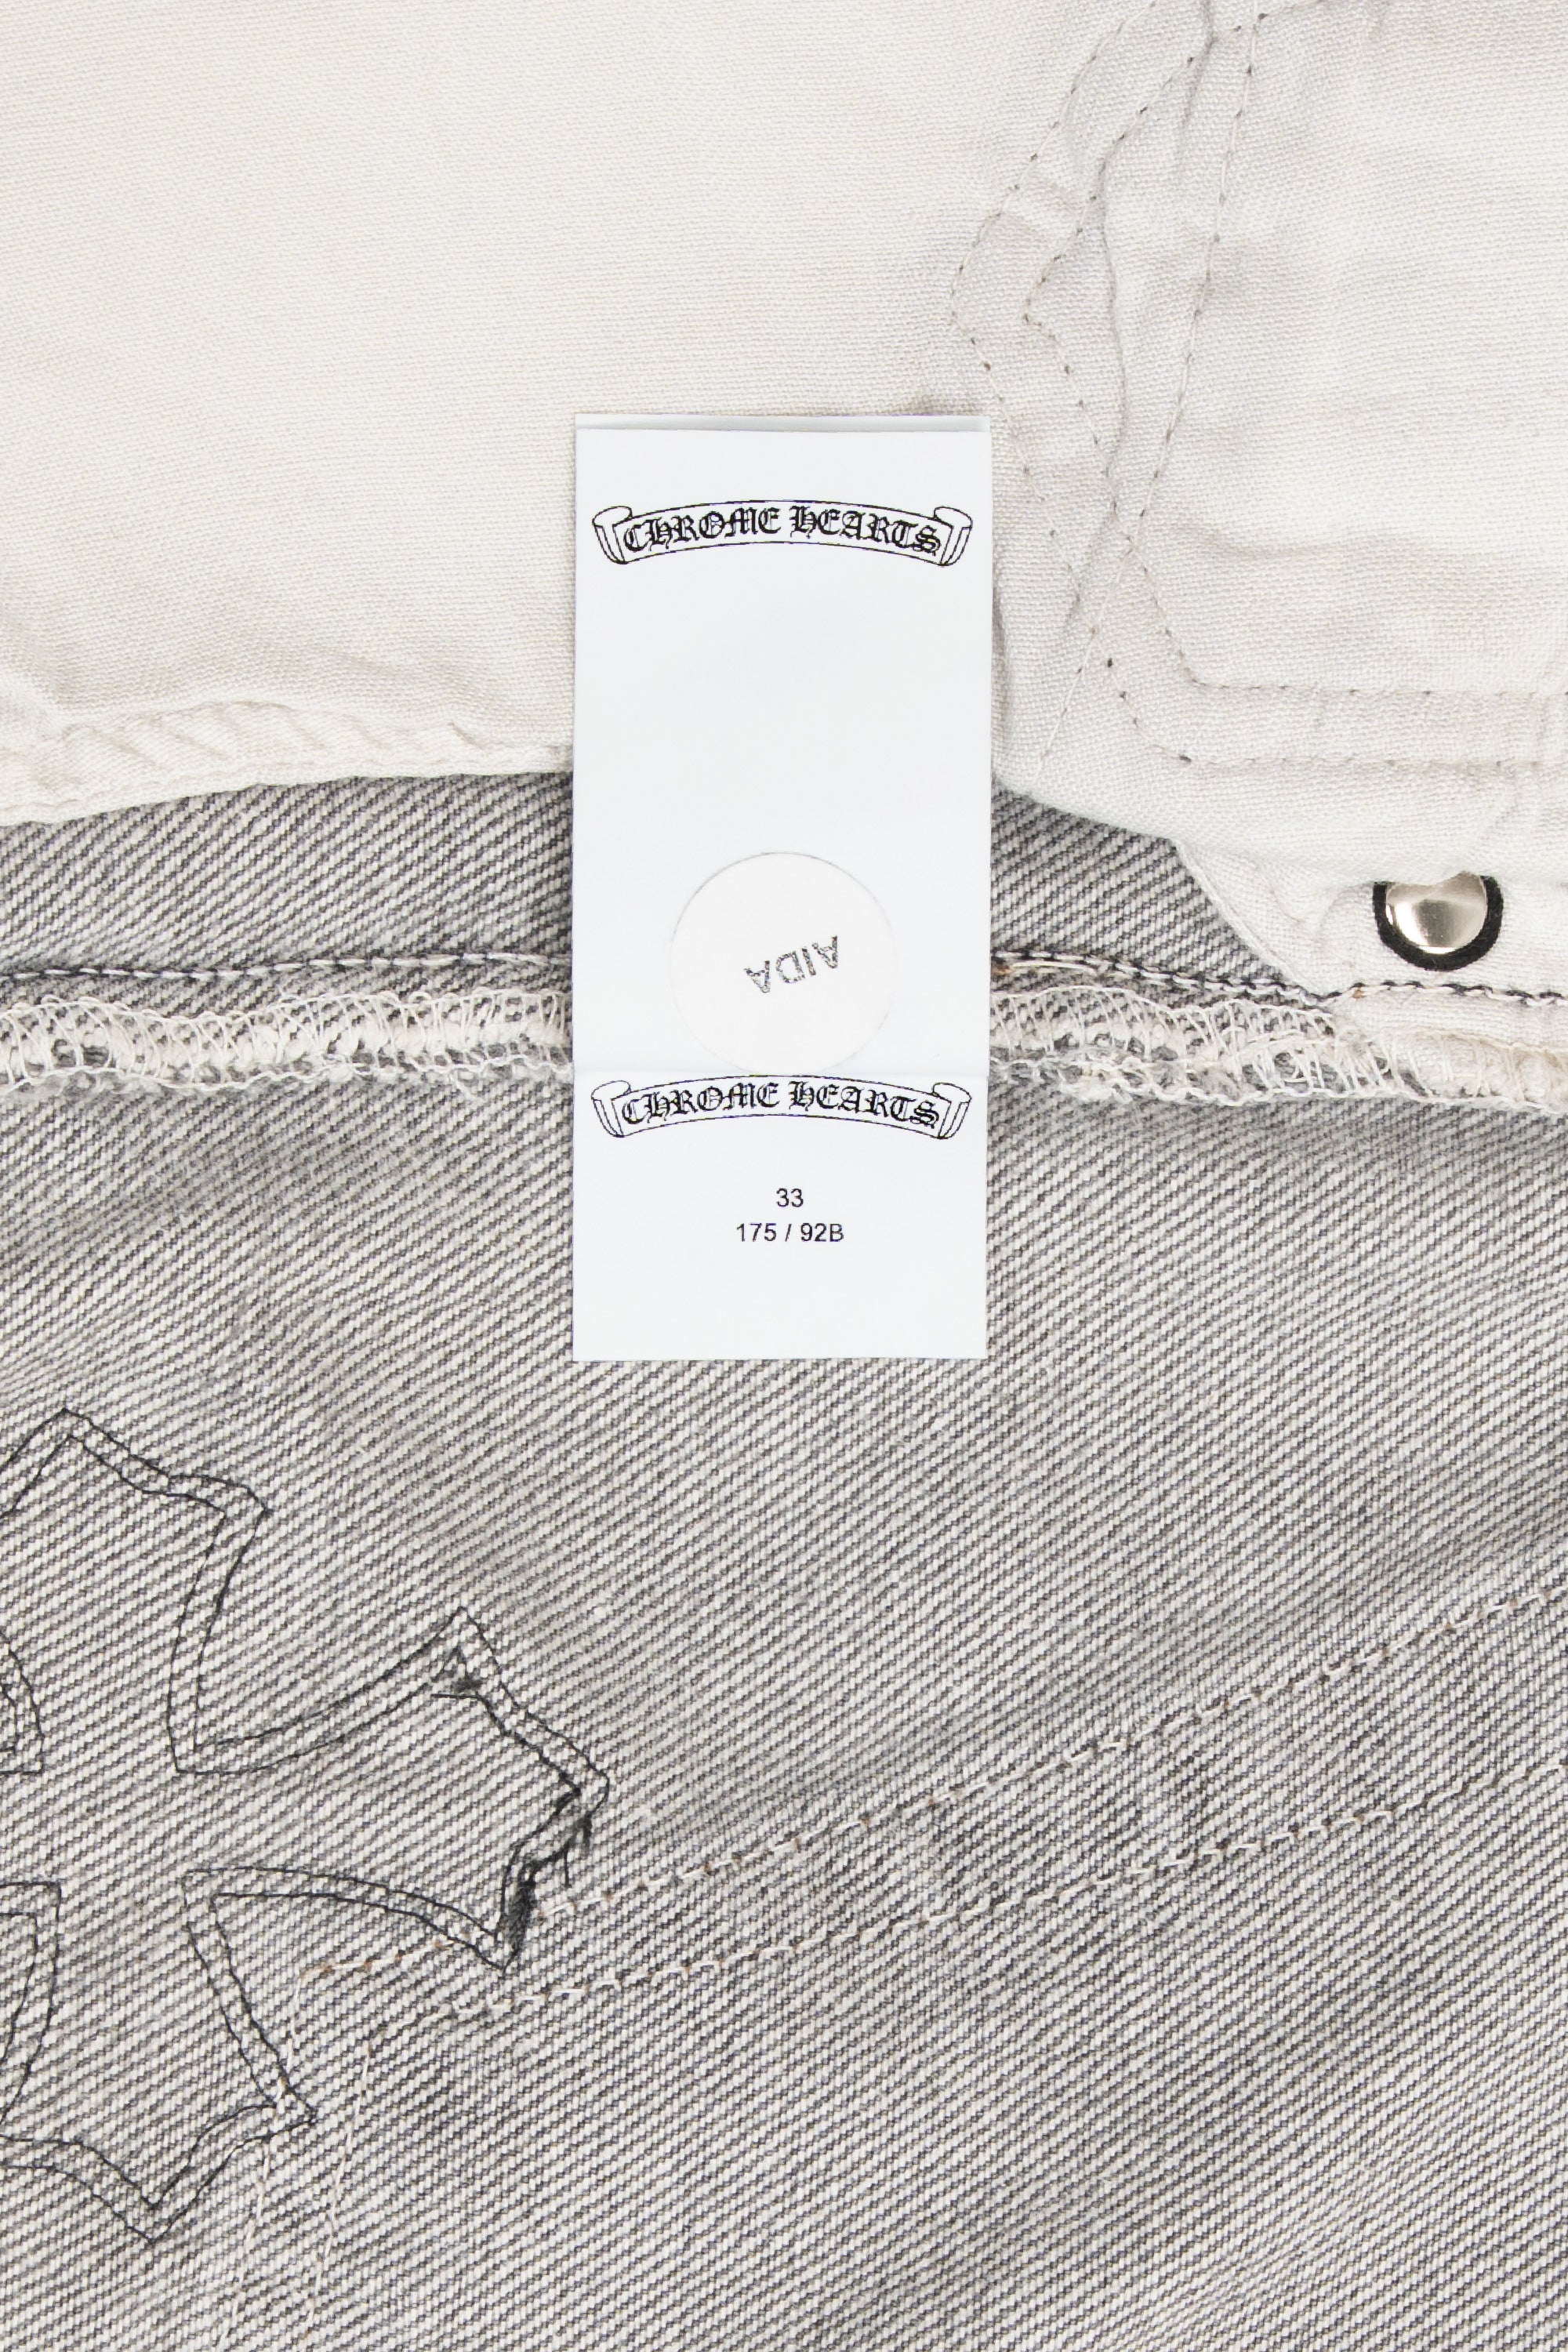 CHROME HEARTS
AIDA
CHROME HEARTS
33
175 / 92B